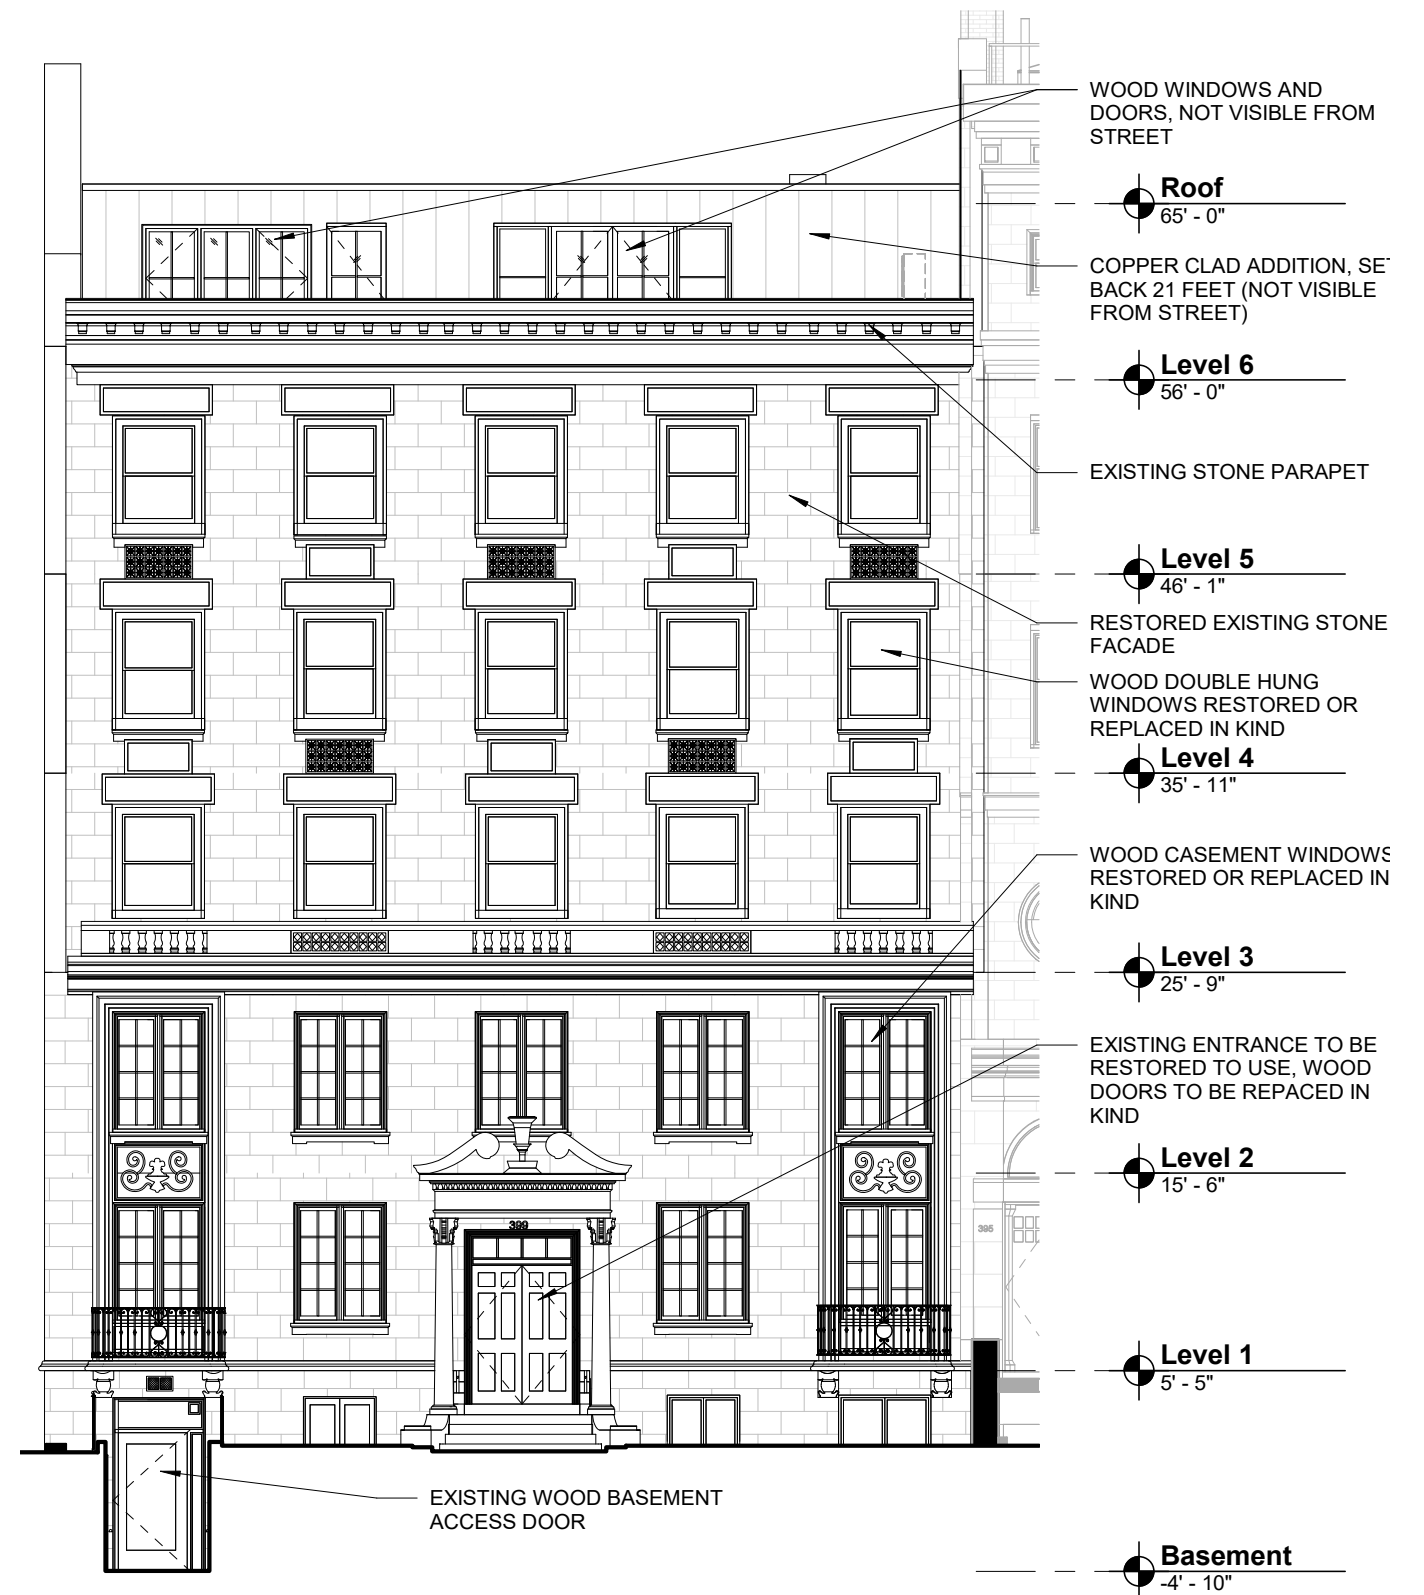 WOOD WINDOWS AND
DOORS, NOT VISIBLE FROM
STREET
Roof
65' - 0"
COPPER CLAD ADDITION, SET
BACK 21 FEET (NOT VISIBLE
FROM STREET)
Level 6
56' - 0"
EXISTING STONE PARAPET
Level 5
46' - 1"
RESTORED EXISTING STONE
FACADE
WOOD DOUBLE HUNG
WINDOWS RESTORED OR
REPLACED IN KIND
Level 4
35' - 11"
WOOD CASEMENT WINDOWS
RESTORED OR REPLACED IN
KIND
Level 3
25' - 9"
EXISTING ENTRANCE TO BE
RESTORED TO USE, WOOD
DOORS TO BE REPACED IN
KIND
Level 2
15' - 6"
399
395
Level 1
5' - 5"
EXISTING WOOD BASEMENT
ACCESS DOOR
Basement
-4' - 10"